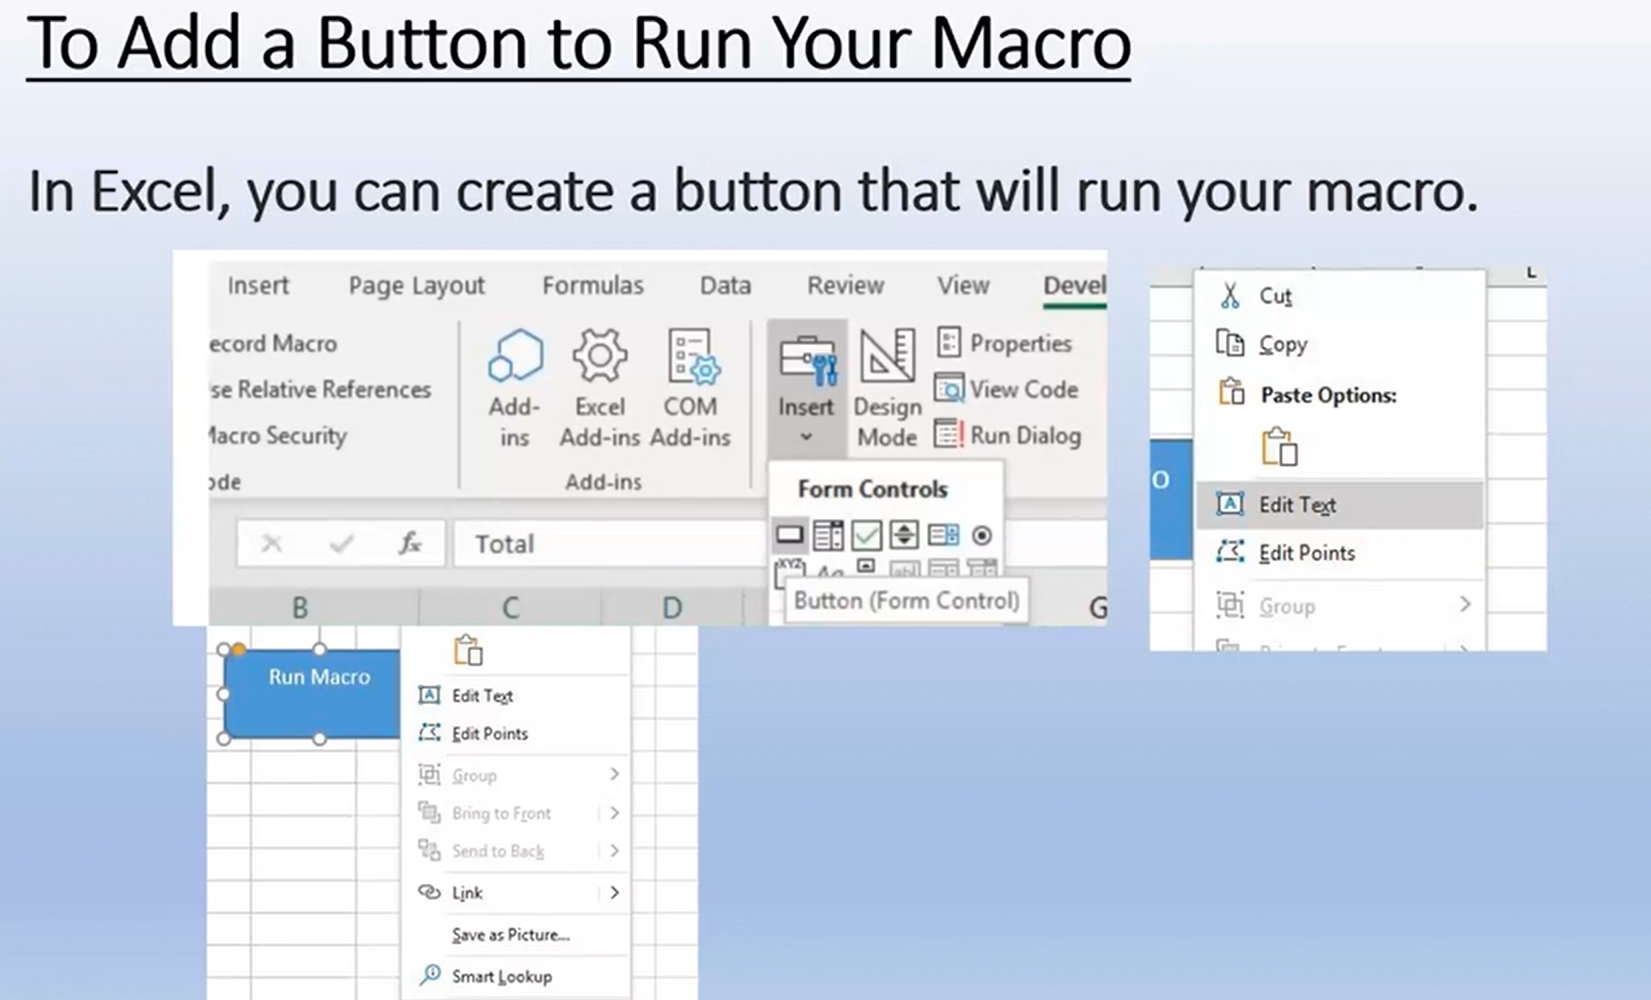 To Add a Button to Run Your Macro
In Excel, you can create a button that will run your macro.
Insert Page Layout Formulas Data Review View Devel
ecord Macro
se Relative References
Macro Security
ode
Add-
ins
Excel
Add-ins
COM
Add-ins
Add-ins
Insert
Design
Mode
Properties
View Code
Run Dialog
Form Controls
Button (Form Control)
fx
Total
B C D G
L
O
Cut
Copy
Paste Options:
Edit Text
Edit Points
Group
Run Macro
Edit Text
Edit Points
Group
Bring to Front
Send to Back
Link
Save as Picture...
Smart Lookup